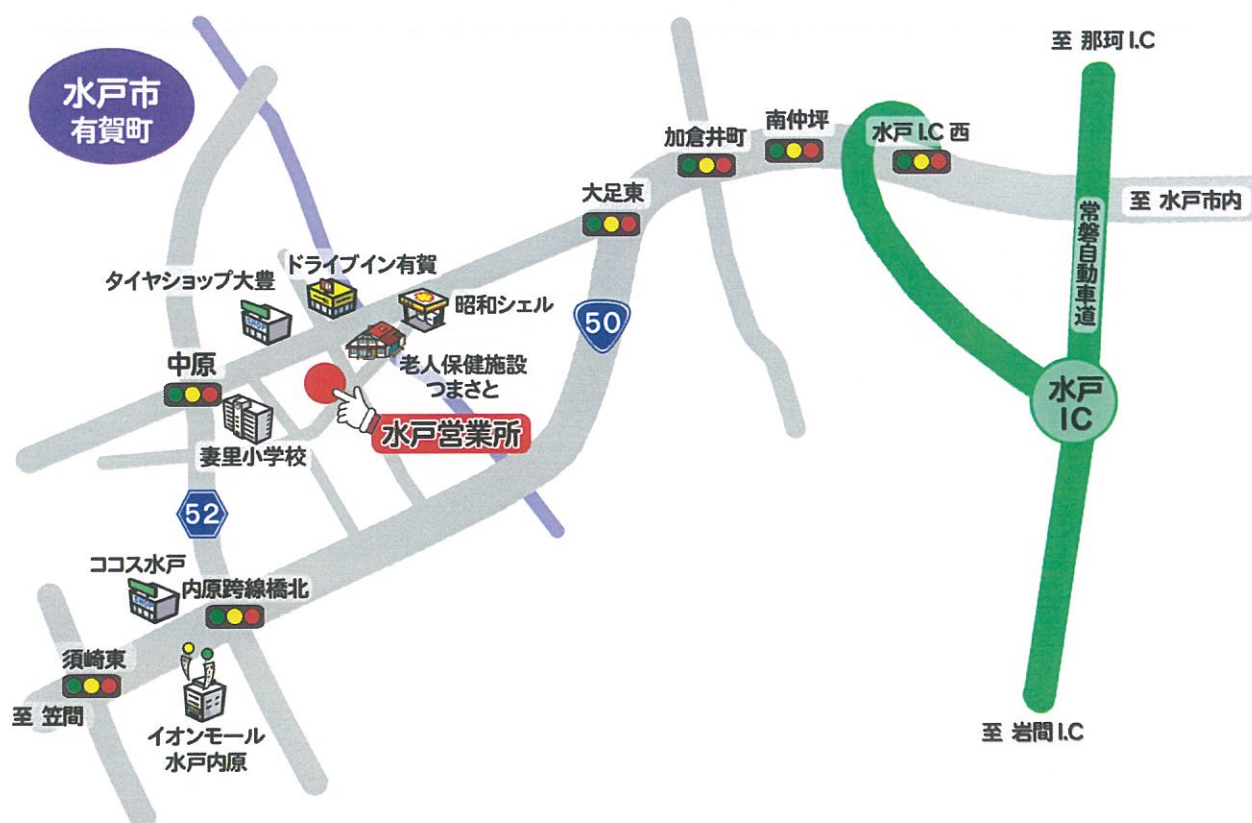 水戸市
有賀町
至 那珂 I.C
加倉井町
南仲坪
水戸 I.C 西
大足東
至 水戸市内
常磐自動車道
ドライブイン有賀
タイヤショップ大豊
昭和シェル
50
中原
老人保健施設
つまさと
水戸
IC
水戸営業所
妻里小学校
52
ココス水戸
内原跨線橋北
須崎東
至 笠間
イオンモール
水戸内原
至 岩間 I.C
SHOP
SHOP